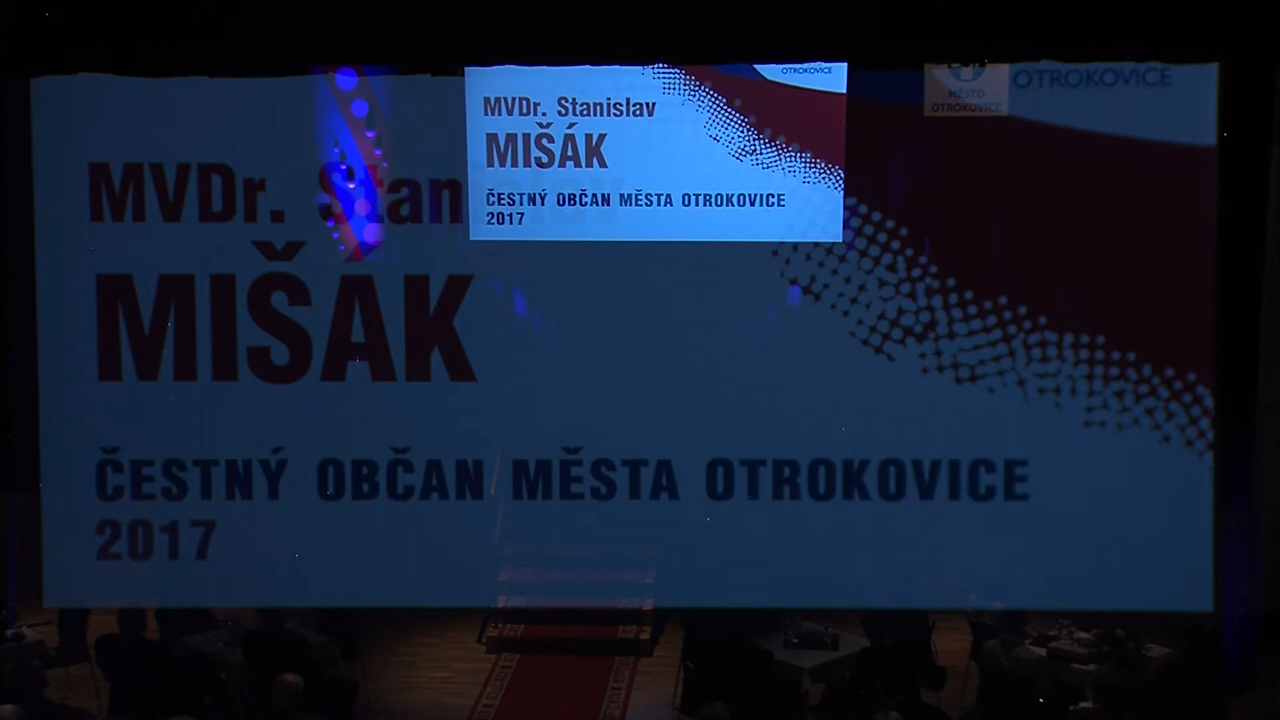 OTROKOVICE
MVDr. Stanislav
MIŠÁK
ČESTNÝ OBČAN MĚSTA OTROKOVICE
2017
OTROKOVICE
MĚSTO
OTROKOVICE
MVDr. Stanislav
MIŠÁK
ČESTNÝ OBČAN MĚSTA OTROKOVICE
2017